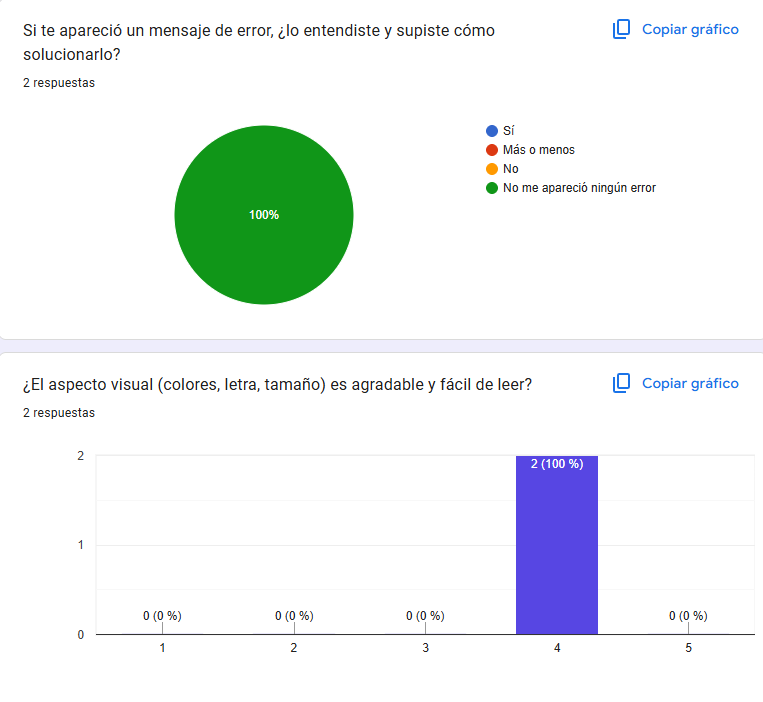 Si te apareció un mensaje de error, ¿lo entendiste y supiste cómo
solucionarlo?
Copiar gráfico
2 respuestas
Sí
Más o menos
No
No me apareció ningún error
100%
¿El aspecto visual (colores, letra, tamaño) es agradable y fácil de leer?
Copiar gráfico
2 respuestas
2
1
0
0 (0 %)
0 (0 %)
0 (0 %)
2 (100 %)
0 (0 %)
1 2 3 4 5